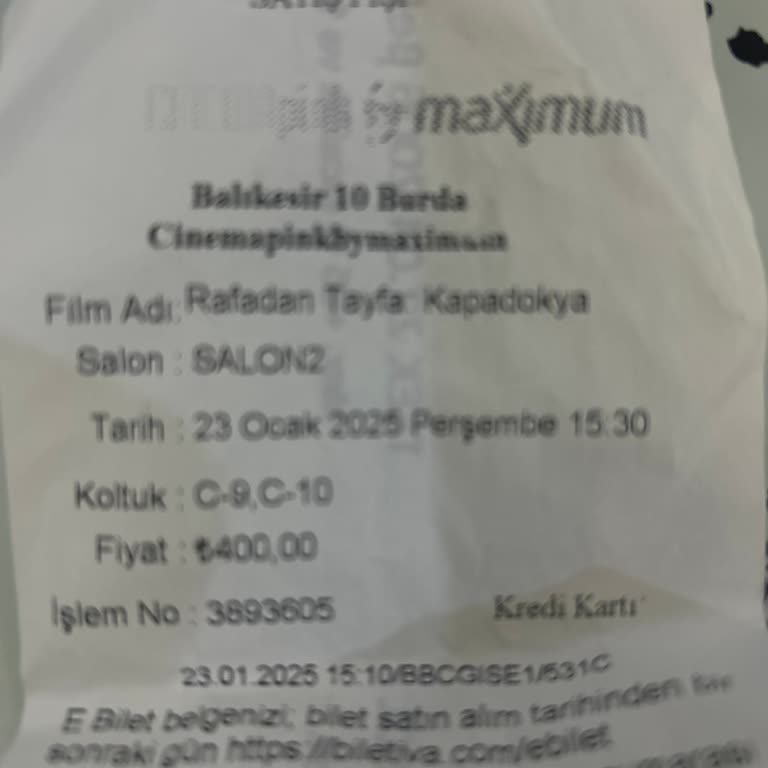 maximum
Balıkesir 10 Burda
Cinemapinkbymaximum
Film Adı: Rafadan Tayfa: Kapadokya
Salon : SALON2
Tarih : 23 Ocak 2025 Perşembe 15:30
Koltuk : C-9,C-10
Fiyat : ₺400,00
İşlem No : 3893605 Kredi Kartı
23.01.2025 15:10/BBCGISE1/531C
E Bilet belgenizi; bilet satın alım tarihinden
sonraki gün https://biletiva.com/ebilet